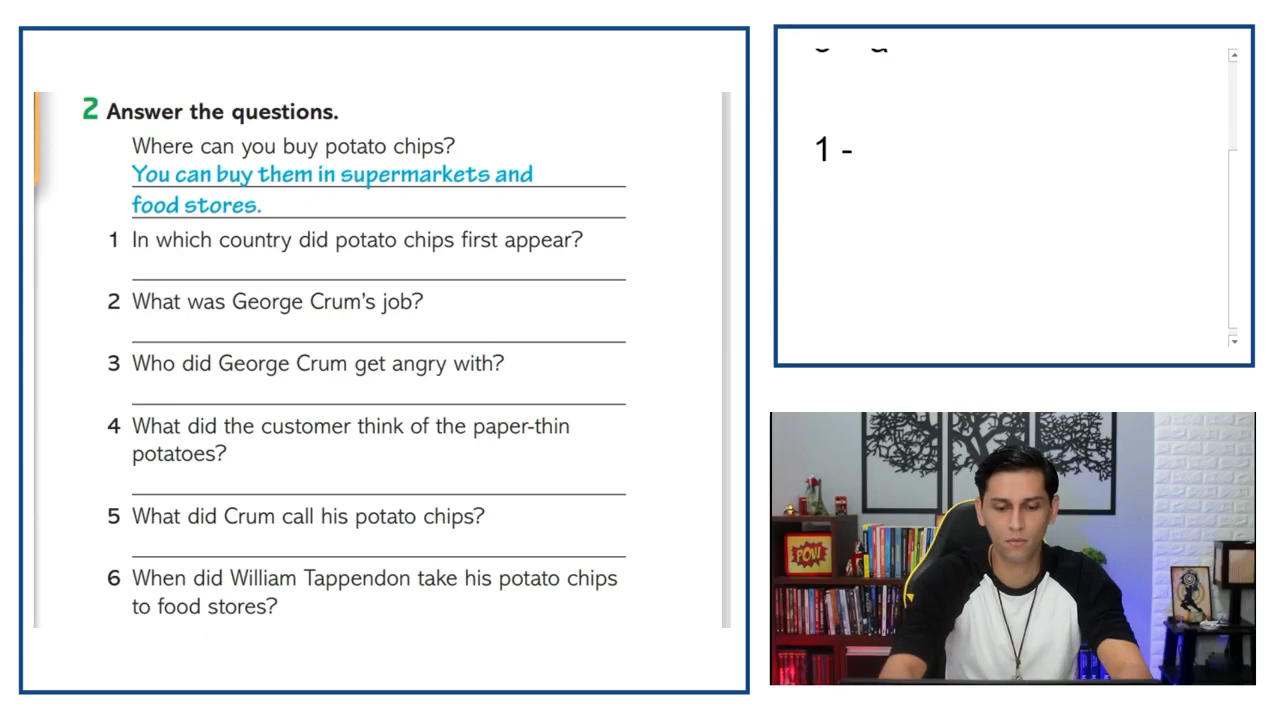 2 Answer the questions.
Where can you buy potato chips?
You can buy them in supermarkets and
food stores.
1 In which country did potato chips first appear?
2 What was George Crum's job?
3 Who did George Crum get angry with?
4 What did the customer think of the paper-thin
potatoes?
5 What did Crum call his potato chips?
6 When did William Tappendon take his potato chips
to food stores?
1 -
POW!